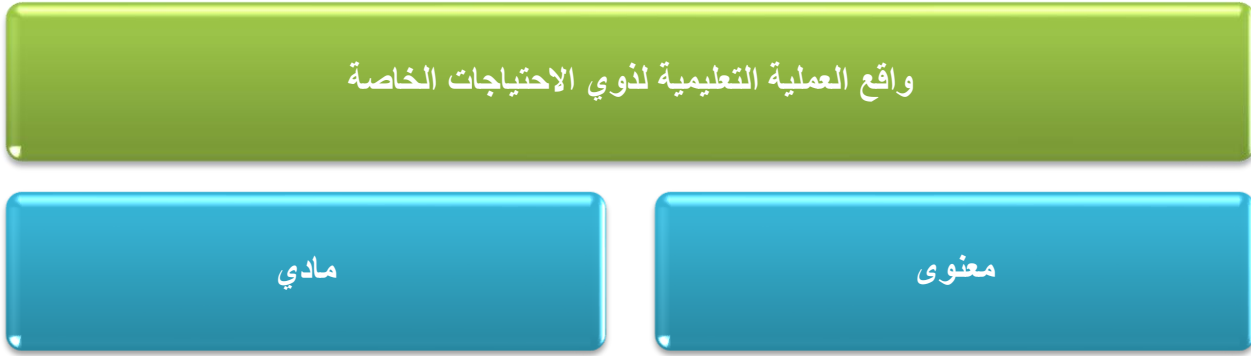 واقع العملية التعليمية لذوي الاحتياجات الخاصة
معنوى
مادي